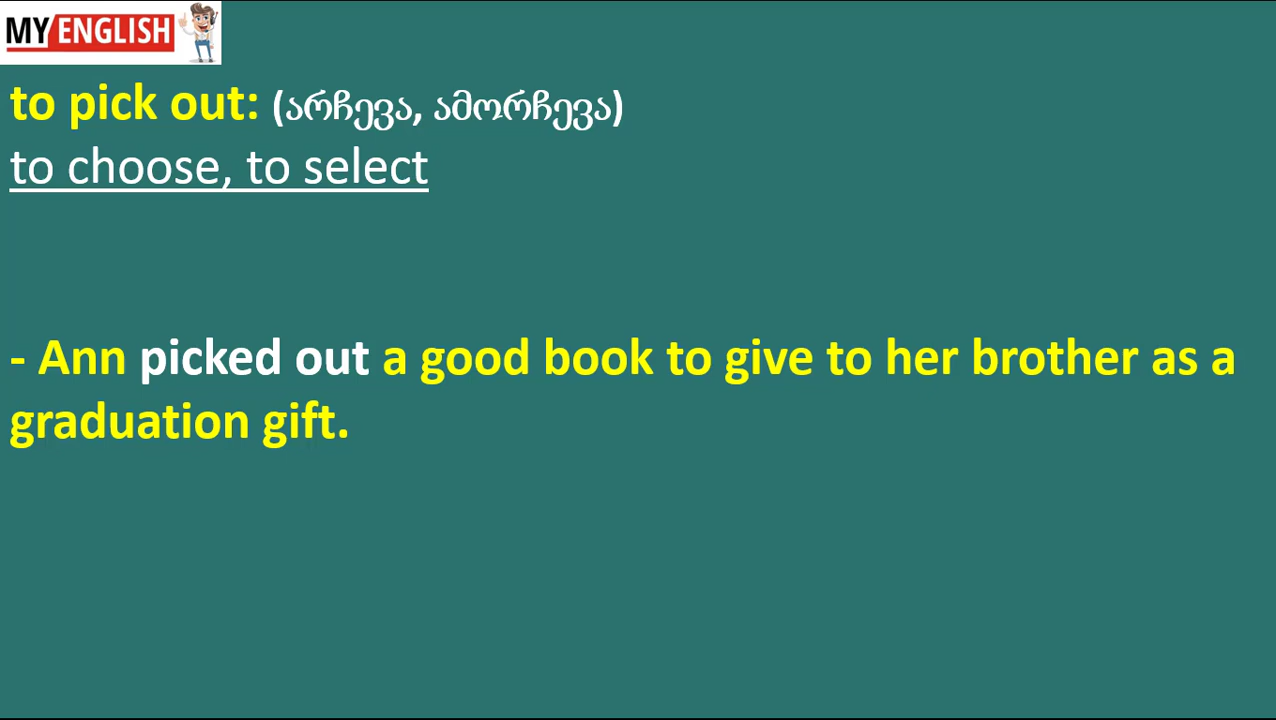 MY ENGLISH
to pick out: (არჩევა, ამორჩევა)
to choose, to select
- Ann picked out a good book to give to her brother as a
graduation gift.